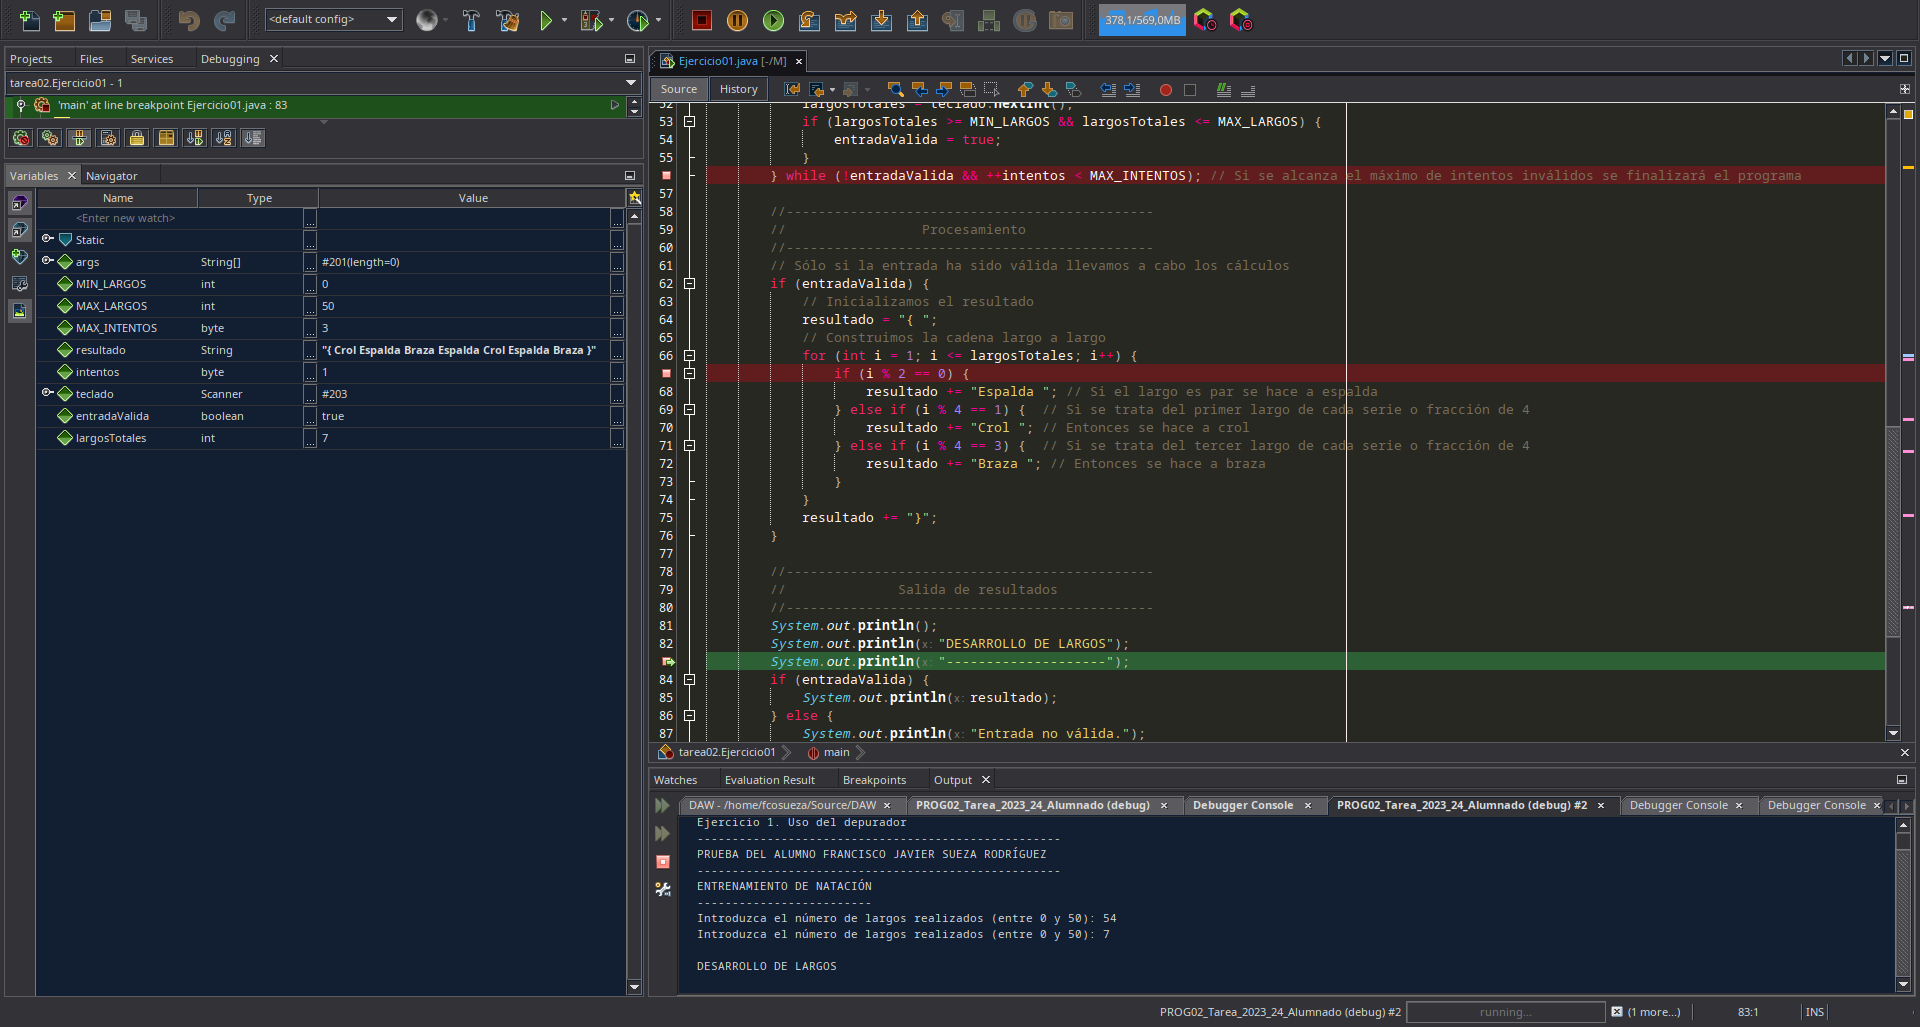 <default config>
378,1/569,0MB
Projects Files Services Debugging
tarea02.Ejercicio01 - 1
'main' at line breakpoint Ejercicio01.java : 83
Variables Navigator
Name Type Value
<Enter new watch>
Static
args String[] #201(length=0)
MIN_LARGOS int 0
MAX_LARGOS int 50
MAX_INTENTOS byte 3
resultado String "{ Crol Espalda Braza Espalda Crol Espalda Braza }"
intentos byte 1
teclado Scanner #203
entradaValida boolean true
largosTotales int 7
Ejercicio01.java [-/M]
Source History
52 largosTotales = teclado.nextInt();
53 if (largosTotales >= MIN_LARGOS && largosTotales <= MAX_LARGOS) {
54 entradaValida = true;
55 }
} while (!entradaValida && ++intentos < MAX_INTENTOS); // Si se alcanza el máximo de intentos inválidos se finalizará el programa
57
58 //----------------------------------------------
59 // Procesamiento
60 //----------------------------------------------
61 // Sólo si la entrada ha sido válida llevamos a cabo los cálculos
62 if (entradaValida) {
63 // Inicializamos el resultado
64 resultado = "{ ";
65 // Construimos la cadena largo a largo
66 for (int i = 1; i <= largosTotales; i++) {
if (i % 2 == 0) {
68 resultado += "Espalda "; // Si el largo es par se hace a espalda
69 } else if (i % 4 == 1) { // Si se trata del primer largo de cada serie o fracción de 4
70 resultado += "Crol "; // Entonces se hace a crol
71 } else if (i % 4 == 3) { // Si se trata del tercer largo de cada serie o fracción de 4
72 resultado += "Braza "; // Entonces se hace a braza
73 }
74 }
75 resultado += "}";
76 }
77
78 //----------------------------------------------
79 // Salida de resultados
80 //----------------------------------------------
81 System.out.println();
82 System.out.println(x: "DESARROLLO DE LARGOS");
System.out.println(x: "--------------------");
84 if (entradaValida) {
85 System.out.println(x: resultado);
86 } else {
87 System.out.println(x: "Entrada no válida.");
tarea02.Ejercicio01 main
Watches Evaluation Result Breakpoints Output
DAW - /home/fcosueza/Source/DAW PROG02_Tarea_2023_24_Alumnado (debug) Debugger Console PROG02_Tarea_2023_24_Alumnado (debug) #2 Debugger Console Debugger Console
Ejercicio 1. Uso del depurador
----------------------------------------------------
PRUEBA DEL ALUMNO FRANCISCO JAVIER SUEZA RODRÍGUEZ
----------------------------------------------------
ENTRENAMIENTO DE NATACIÓN
-------------------------
Introduzca el número de largos realizados (entre 0 y 50): 54
Introduzca el número de largos realizados (entre 0 y 50): 7
DESARROLLO DE LARGOS
PROG02_Tarea_2023_24_Alumnado (debug) #2 running... (1 more...) 83:1 INS